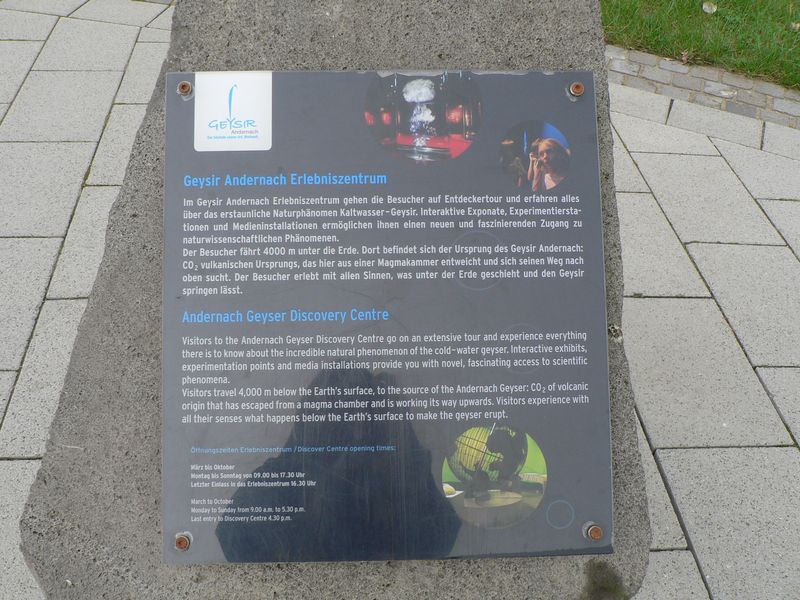 GEYSIR
Andernach
Geysir Andernach Erlebniszentrum
Im Geysir Andernach Erlebniszentrum gehen die Besucher auf Entdeckertour und erfahren alles
über das erstaunliche Naturphänomen Kaltwasser-Geysir. Interaktive Exponate, Experimentiersta-
tionen und Medieninstallationen ermöglichen ihnen einen neuen und faszinierenden Zugang zu
naturwissenschaftlichen Phänomenen.
Der Besucher fährt 4000 m unter die Erde. Dort befindet sich der Ursprung des Geysir Andernach:
CO₂ vulkanischen Ursprungs, das hier aus einer Magmakammer entweicht und sich seinen Weg nach
oben sucht. Der Besucher erlebt mit allen Sinnen, was unter der Erde geschieht und den Geysir
springen lässt.
Andernach Geyser Discovery Centre
Visitors to the Andernach Geyser Discovery Centre go on an extensive tour and experience everything
there is to know about the incredible natural phenomenon of the cold-water geyser. Interactive exhibits,
experimentation points and media installations provide you with novel, fascinating access to scientific
phenomena.
Visitors travel 4,000 m below the Earth's surface, to the source of the Andernach Geyser: CO₂ of volcanic
origin that has escaped from a magma chamber and is working its way upwards. Visitors experience with
all their senses what happens below the Earth's surface to make the geyser erupt.
Öffnungszeiten Erlebniszentrum / Discover Centre opening times:
März bis Oktober
Montag bis Sonntag von 09.00 bis 17.30 Uhr
Letzter Einlass in das Erlebniszentrum 16.30 Uhr
March to October
Monday to Sunday from 9.00 a.m. to 5.30 p.m.
Last entry to Discovery Centre 4.30 p.m.